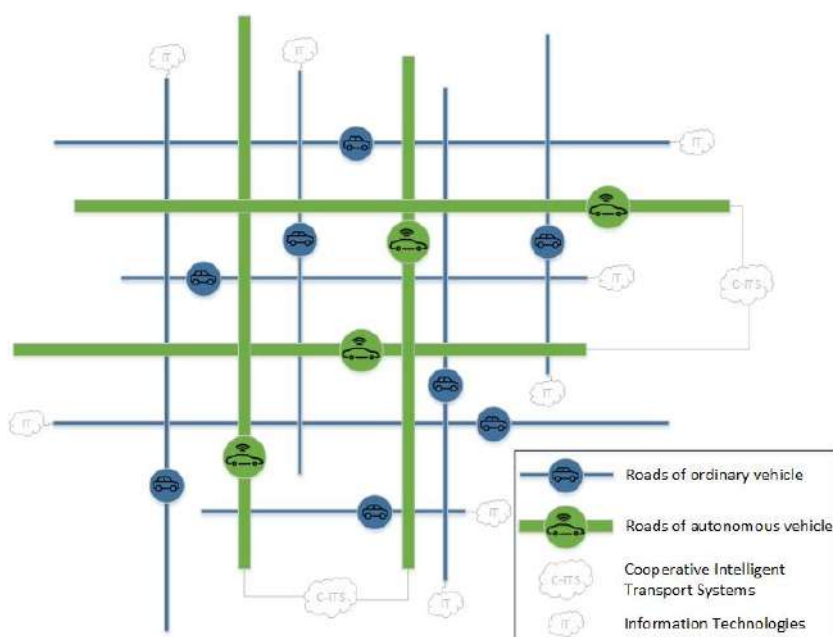 IT
IT
IT
C-ITS
IT
IT
IT
C-ITS
IT
IT
Roads of ordinary vehicle
Roads of autonomous vehicle
C-ITS
Cooperative Intelligent
Transport Systems
IT
Information Technologies